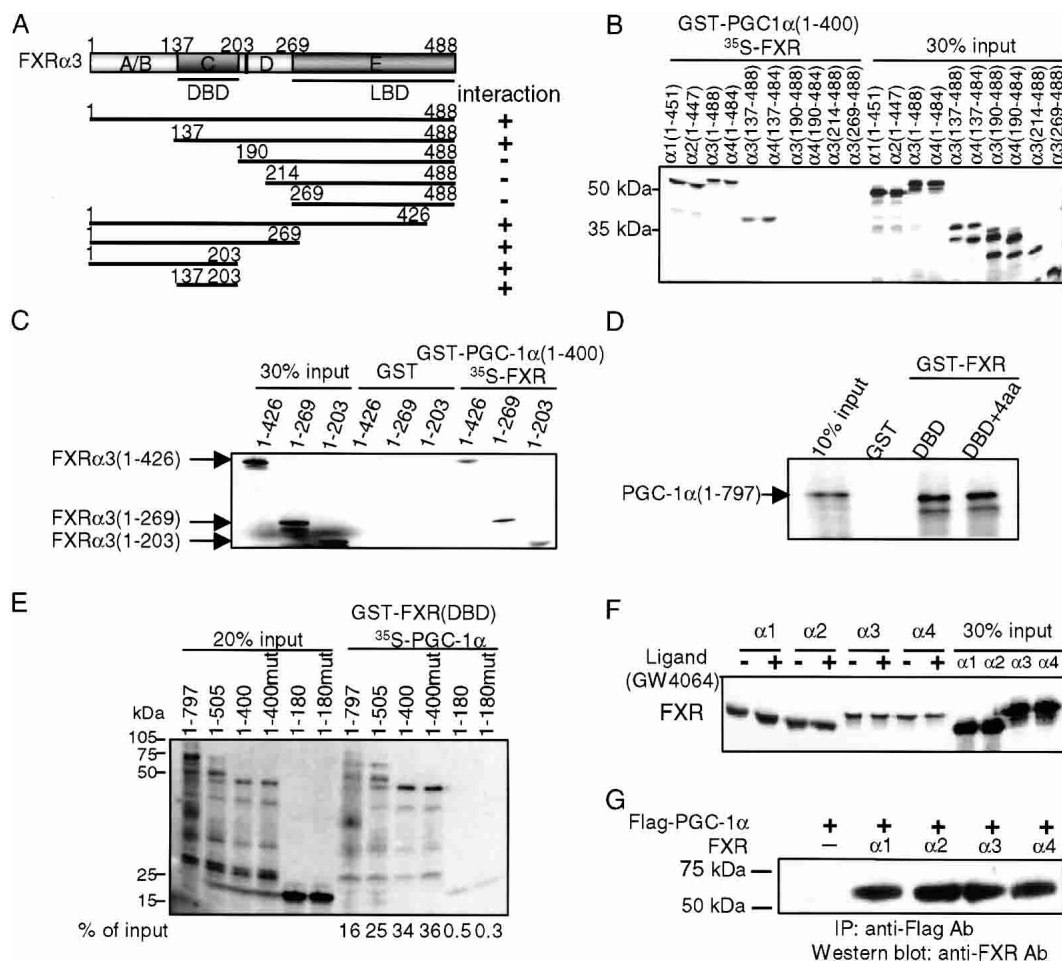 A
1 137 203 269 488
FXRα3 A/B C D E
DBD LBD interaction
1 488 +
137 488 +
190 488 -
214 488 -
269 488 -
1 426 +
1 269 +
1 203 +
137 203 +
B
GST-PGC1α(1-400)
35S-FXR 30% input
α1(1-451) α2(1-447) α3(1-488) α4(1-484) α3(137-488) α4(137-484) α3(190-488) α4(190-484) α3(214-488) α3(269-488) α1(1-451) α2(1-447) α3(1-488) α4(1-484) α3(137-488) α4(137-484) α3(190-488) α4(190-484) α3(214-488) α3(269-488)
50 kDa
35 kDa
C
GST-PGC-1α(1-400)
30% input GST 35S-FXR
1-426 1-269 1-203 1-426 1-269 1-203 1-426 1-269 1-203
FXRα3(1-426)
FXRα3(1-269)
FXRα3(1-203)
D
GST-FXR
10% input GST DBD DBD+4aa
PGC-1α(1-797)
E
GST-FXR(DBD)
20% input 35S-PGC-1α
1-797 1-505 1-400 1-400mut 1-180 1-180mut 1-797 1-505 1-400 1-400mut 1-180 1-180mut
kDa
105
75
50
25
15
% of input 16 25 34 36 0.5 0.3
F
α1 α2 α3 α4 30% input
Ligand - + - + - + - + α1 α2 α3 α4
(GW4064)
FXR
G
Flag-PGC-1α + + + + +
FXR – α1 α2 α3 α4
75 kDa
50 kDa
IP: anti-Flag Ab
Western blot: anti-FXR Ab